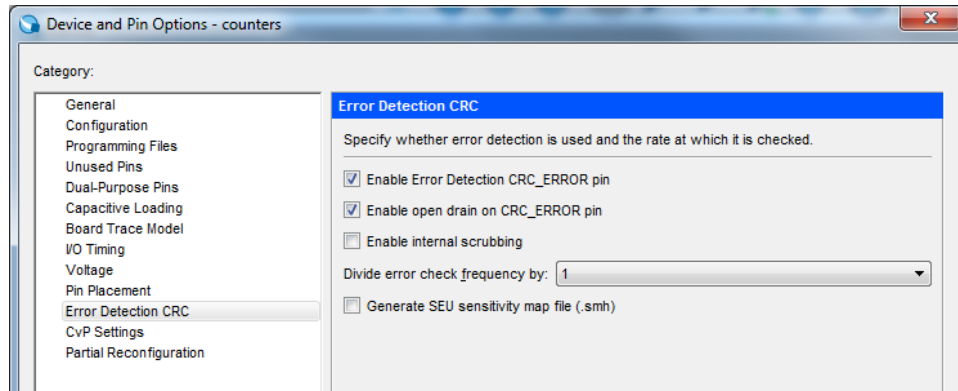 Device and Pin Options - counters
Category:
General
Configuration
Programming Files
Unused Pins
Dual-Purpose Pins
Capacitive Loading
Board Trace Model
I/O Timing
Voltage
Pin Placement
Error Detection CRC
CvP Settings
Partial Reconfiguration
Error Detection CRC
Specify whether error detection is used and the rate at which it is checked.
Enable Error Detection CRC_ERROR pin
Enable open drain on CRC_ERROR pin
Enable internal scrubbing
Divide error check frequency by: 1
Generate SEU sensitivity map file (.smh)